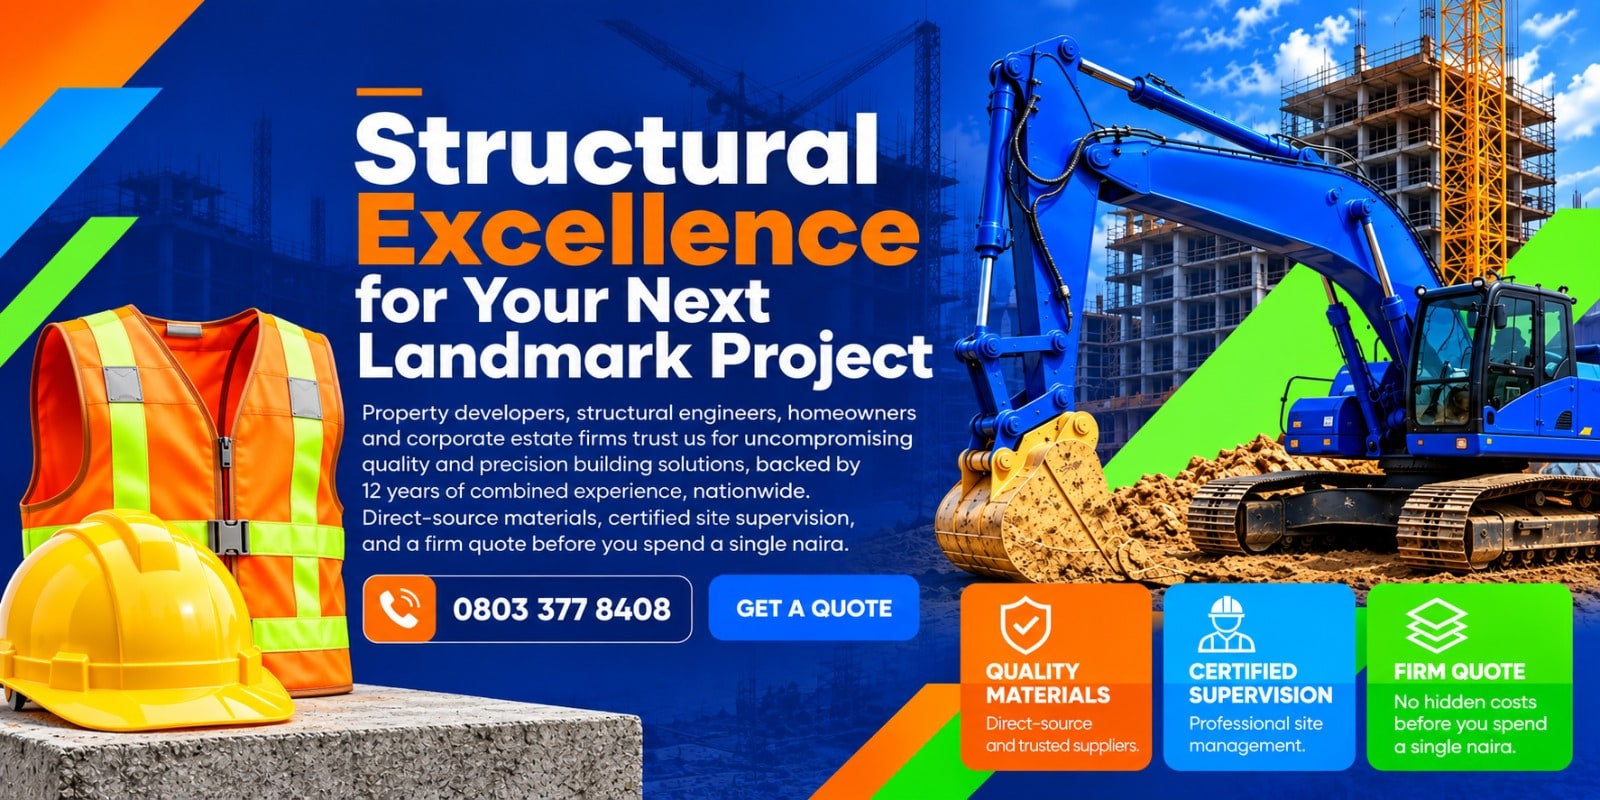 Structural
Excellence
for Your Next
Landmark Project
Property developers, structural engineers, homeowners
and corporate estate firms trust us for uncompromising
quality and precision building solutions, backed by
12 years of combined experience, nationwide.
Direct-source materials, certified site supervision,
and a firm quote before you spend a single naira.
0803 377 8408
GET A QUOTE
QUALITY
MATERIALS
Direct-source
and trusted suppliers.
CERTIFIED
SUPERVISION
Professional site
management.
FIRM QUOTE
No hidden costs
before you spend
a single naira.